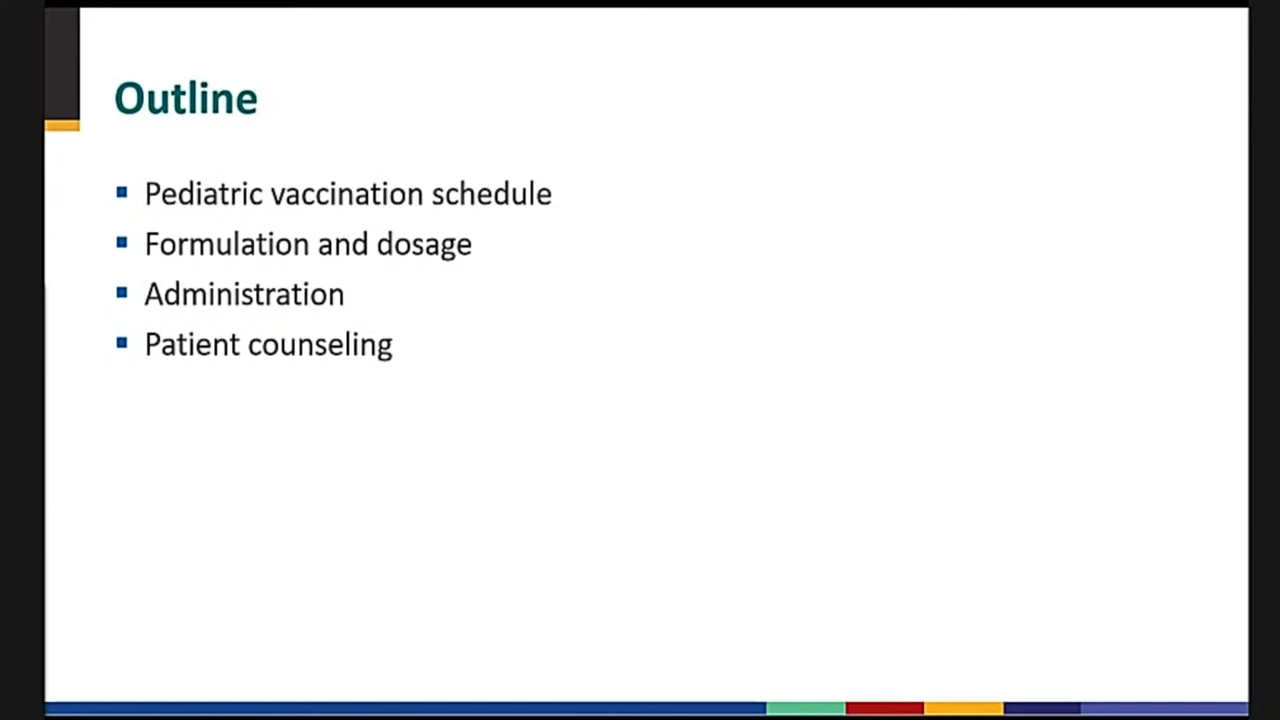 Outline
Pediatric vaccination schedule
Formulation and dosage
Administration
Patient counseling